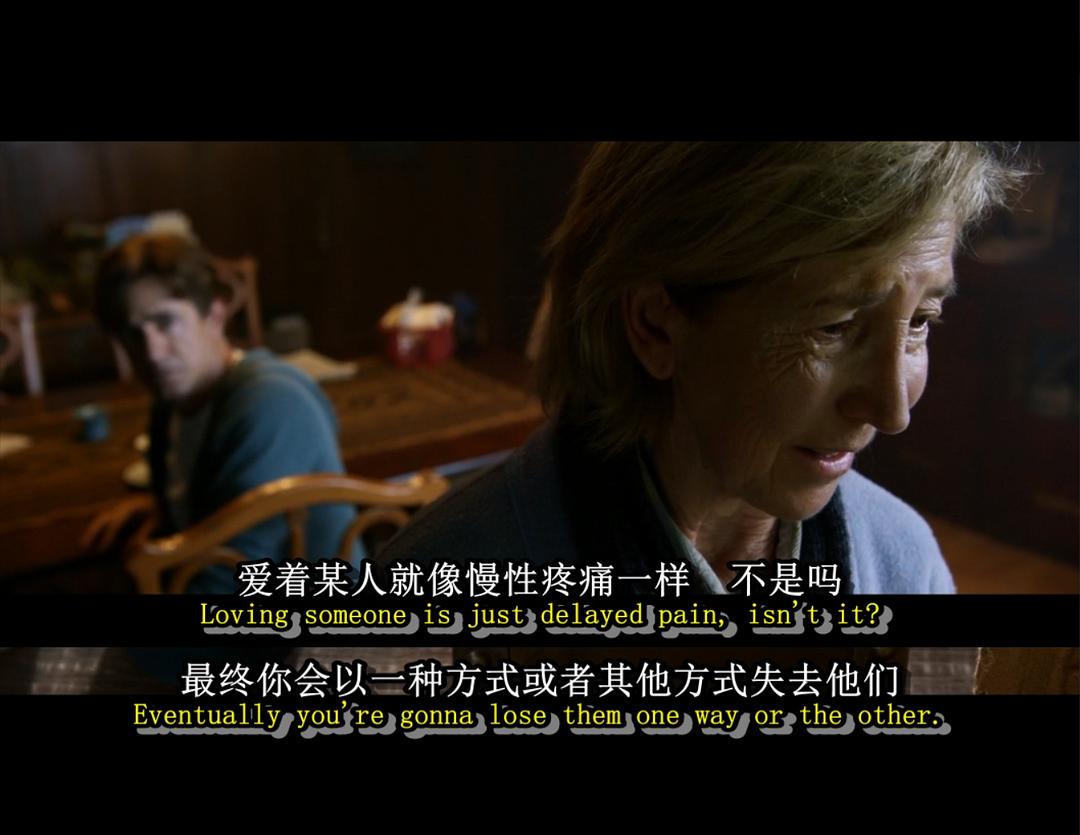 爱着某人就像慢性疼痛一样 不是吗
Loving someone is just delayed pain, isn't it?
最终你会以一种方式或者其他方式失去他们
Eventually you're gonna lose them one way or the other.